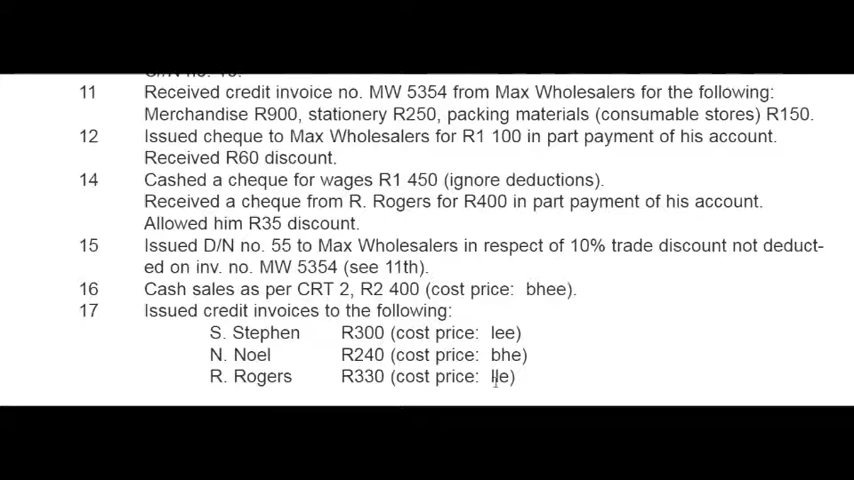 11 Received credit invoice no. MW 5354 from Max Wholesalers for the following:
Merchandise R900, stationery R250, packing materials (consumable stores) R150.
12 Issued cheque to Max Wholesalers for R1 100 in part payment of his account.
Received R60 discount.
14 Cashed a cheque for wages R1 450 (ignore deductions).
Received a cheque from R. Rogers for R400 in part payment of his account.
Allowed him R35 discount.
15 Issued D/N no. 55 to Max Wholesalers in respect of 10% trade discount not deduct-
ed on inv. no. MW 5354 (see 11th).
16 Cash sales as per CRT 2, R2 400 (cost price: bhee).
17 Issued credit invoices to the following:
S. Stephen R300 (cost price: lee)
N. Noel R240 (cost price: bhe)
R. Rogers R330 (cost price: lle)